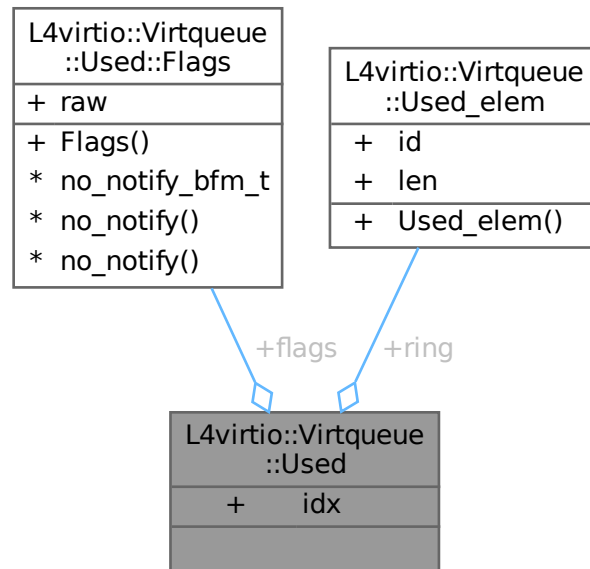 L4virtio::Virtqueue
::Used::Flags
+ raw
+ Flags()
* no_notify_bfm_t
* no_notify()
* no_notify()
L4virtio::Virtqueue
::Used_elem
+ id
+ len
+ Used_elem()
+flags
+ring
L4virtio::Virtqueue
::Used
+ idx